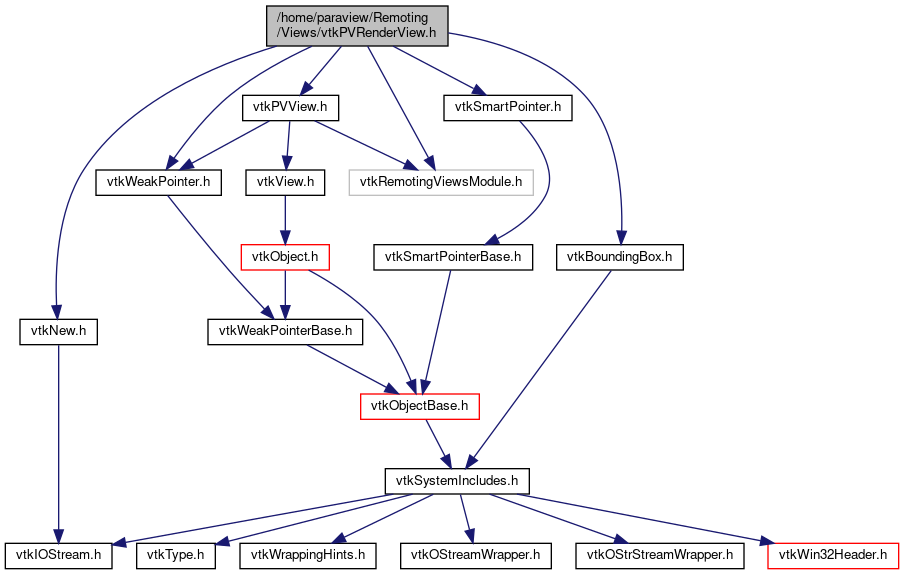 /home/paraview/Remoting
/Views/vtkPVRenderView.h
vtkPVView.h
vtkSmartPointer.h
vtkWeakPointer.h
vtkView.h
vtkRemotingViewsModule.h
vtkObject.h
vtkSmartPointerBase.h
vtkBoundingBox.h
vtkNew.h
vtkWeakPointerBase.h
vtkObjectBase.h
vtkSystemIncludes.h
vtkIOStream.h
vtkType.h
vtkWrappingHints.h
vtkOStreamWrapper.h
vtkOStrStreamWrapper.h
vtkWin32Header.h